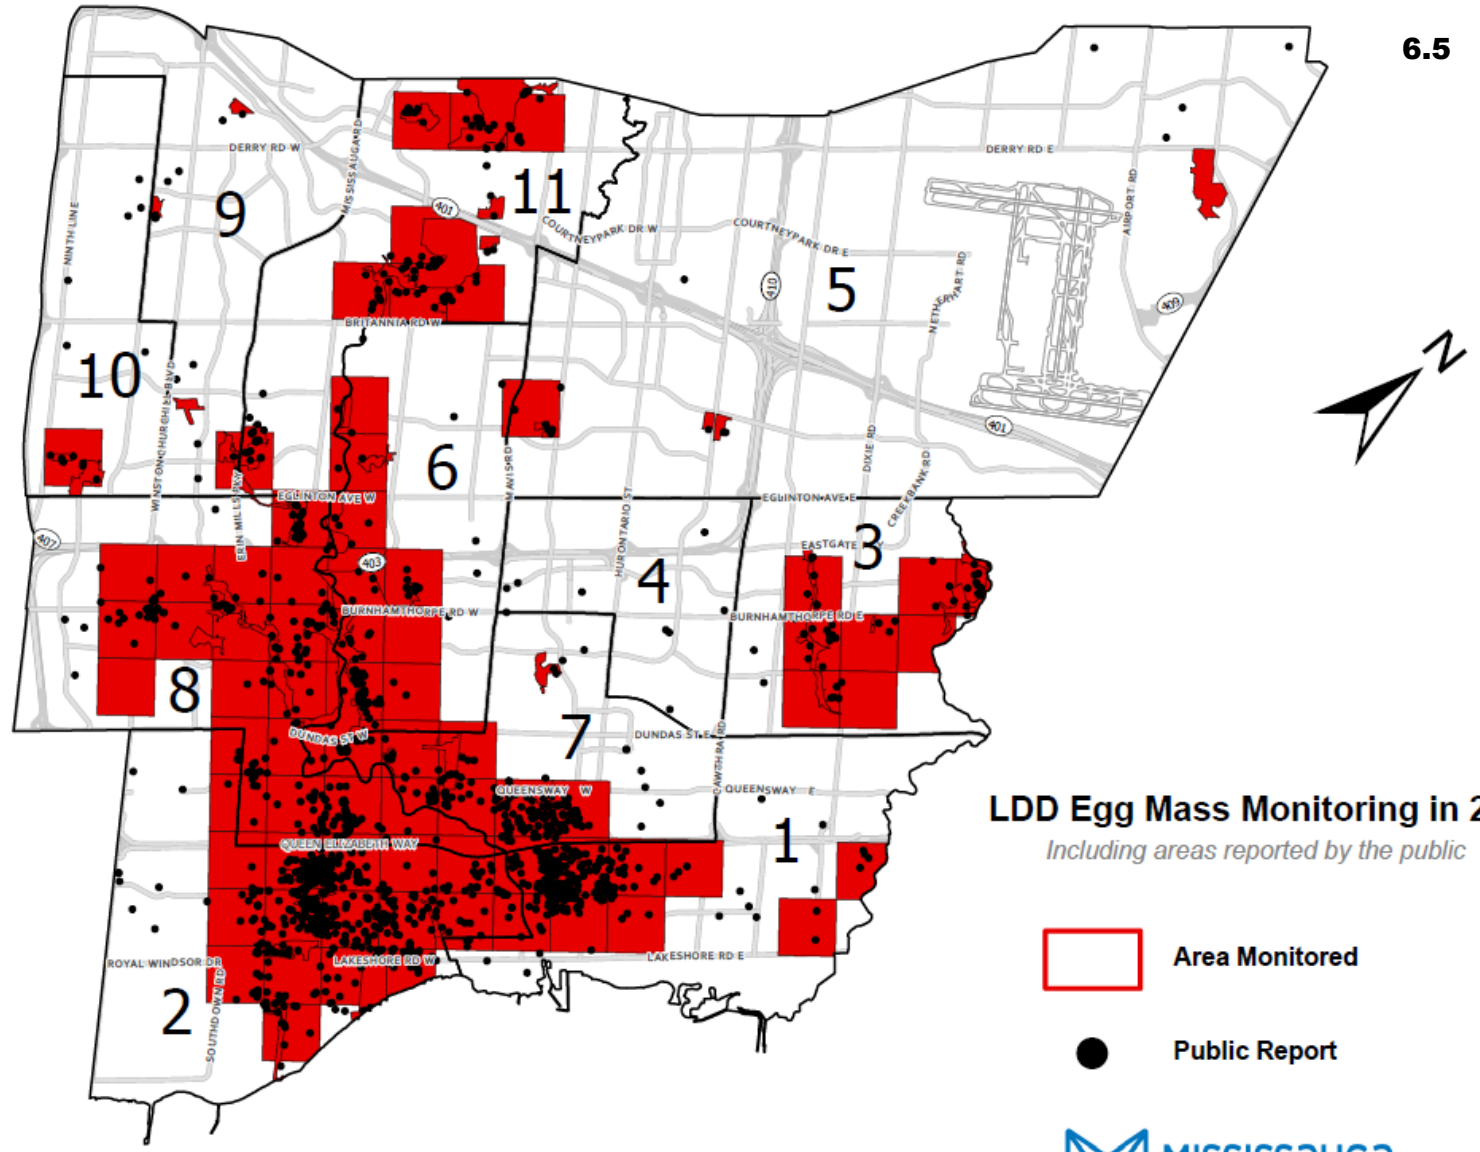 6.5
DERRY RD W
MISSISSAUGA RD
DERRY RD E
NINTH LINE
9
11
401
COURTNEYPARK DR W
COURTNEYPARK DR E
AIRPORT RD
410
5
NETHERHART RD
409
BRITANNIA RD W
N
10
WINSTON CHURCHILL BLVD
6
MAVIS RD
DIXIE RD
401
CREEKBANK RD
ERIN MILLS PKY
EGLINTON AVE W
EGLINTON AVE E
HURONTARIO ST
407
403
EASTGATE
3
4
BURNHAMTHORPE RD W
BURNHAMTHORPE RD E
8
DUNDAS ST W
7
DUNDAS ST E
CAWTHRA RD
QUEENSWAY W
QUEENSWAY E
LDD Egg Mass Monitoring in 2
Including areas reported by the public
1
QUEEN ELIZABETH WAY
Area Monitored
ROYAL WINDSOR DR
LAKESHORE RD W
LAKESHORE RD E
2
SOUTHDOWN RD
Public Report
MISSISSAUGA